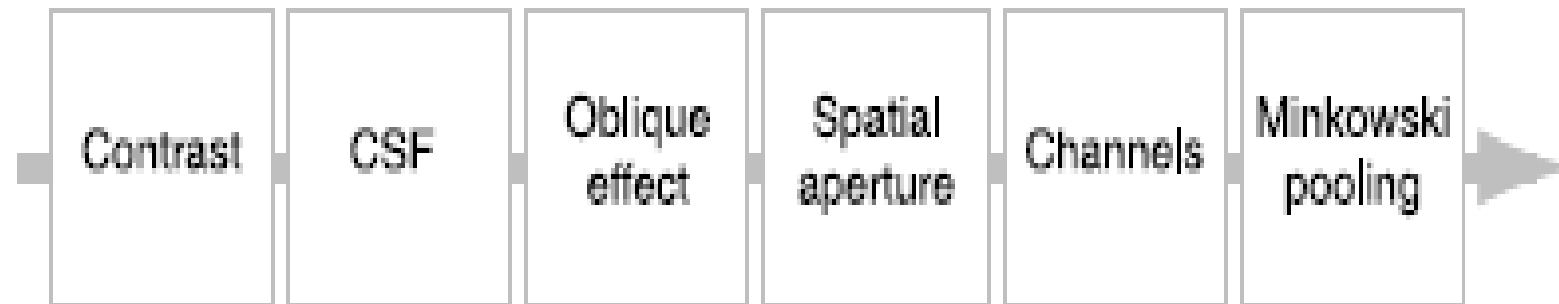 Contrast
CSF
Oblique
effect
Spatial
aperture
Channels
Minkowski
pooling